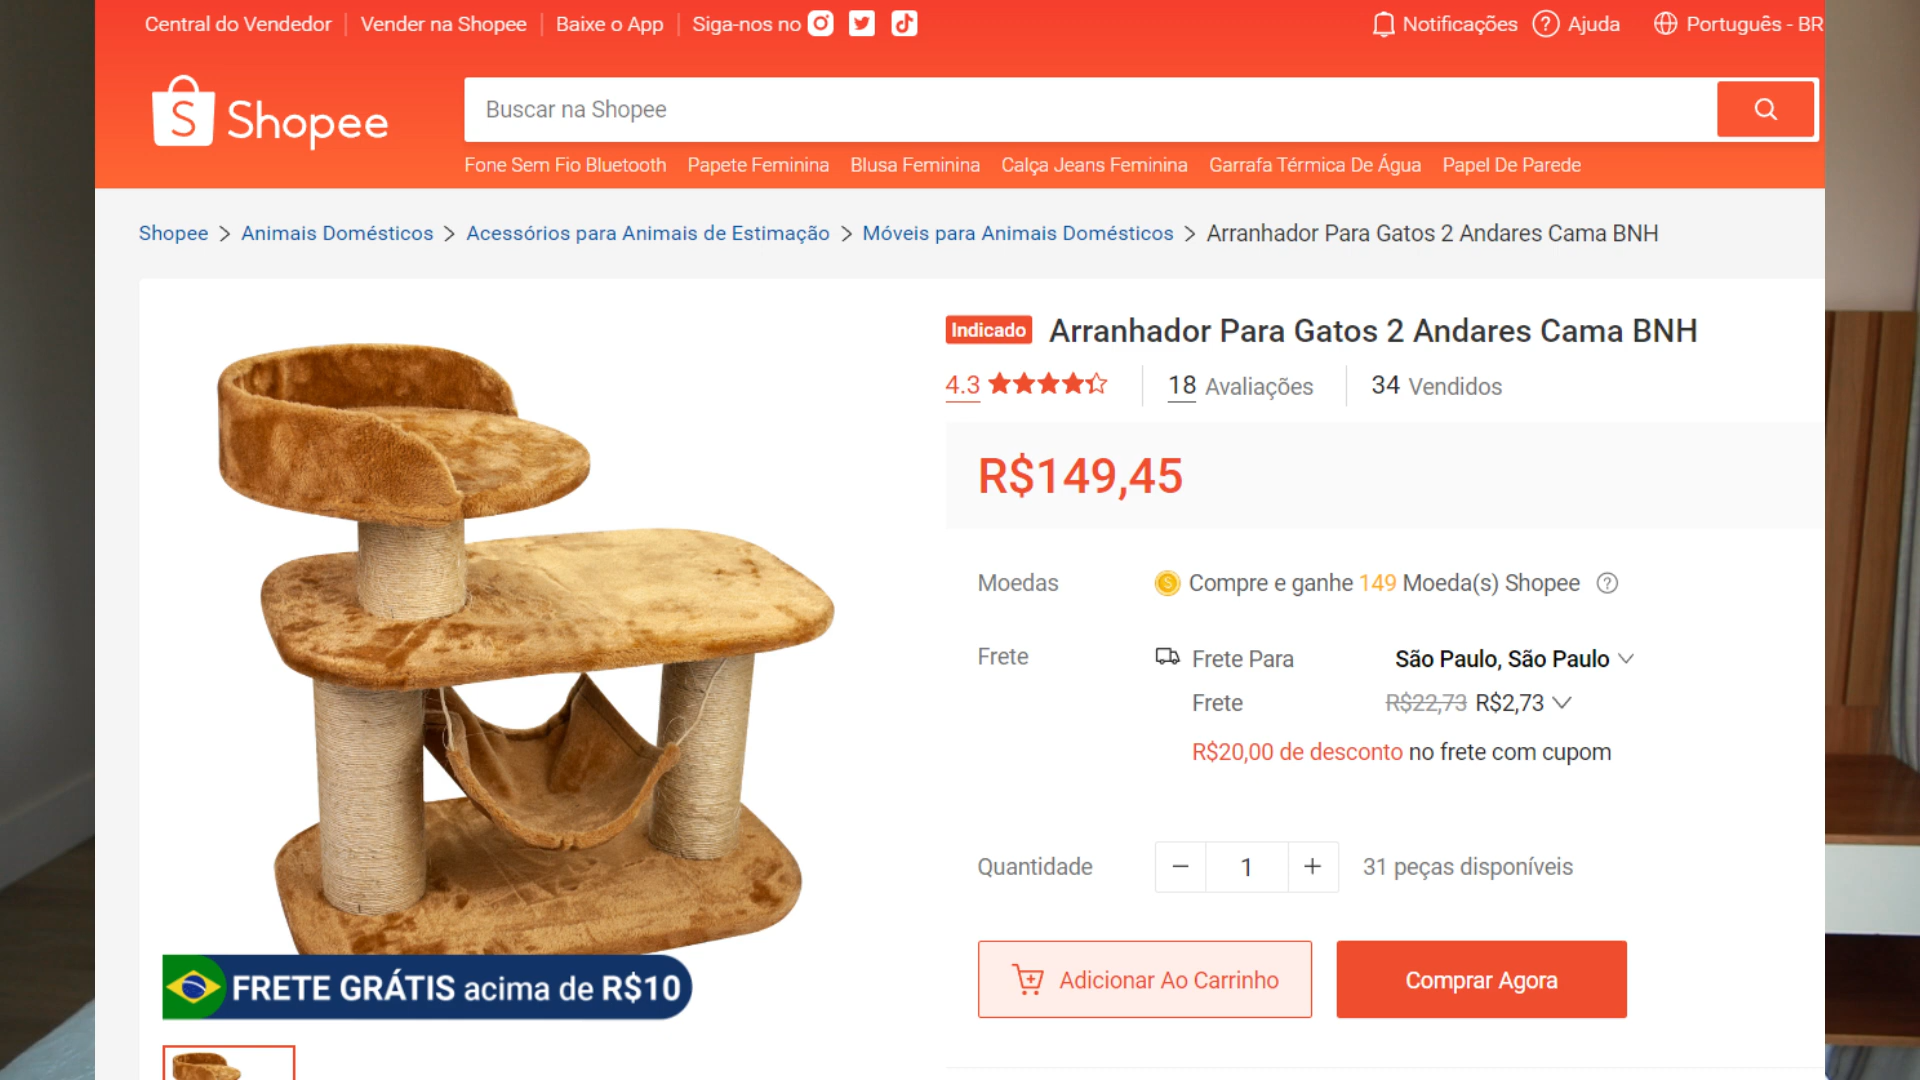 Central do Vendedor
Vender na Shopee
Baixe o App
Siga-nos no
Notificações
Ajuda
Português - BR
Shopee
Buscar na Shopee
Fone Sem Fio Bluetooth Papete Feminina Blusa Feminina Calça Jeans Feminina Garrafa Térmica De Água Papel De Parede
Shopee > Animais Domésticos > Acessórios para Animais de Estimação > Móveis para Animais Domésticos > Arranhador Para Gatos 2 Andares Cama BNH
Indicado Arranhador Para Gatos 2 Andares Cama BNH
4.3 18 Avaliações 34 Vendidos
R$149,45
Moedas Compre e ganhe 149 Moeda(s) Shopee
Frete Frete Para São Paulo, São Paulo
Frete R$22,73 R$2,73
R$20,00 de desconto no frete com cupom
Quantidade 1 31 peças disponíveis
Adicionar Ao Carrinho Comprar Agora
FRETE GRÁTIS acima de R$10